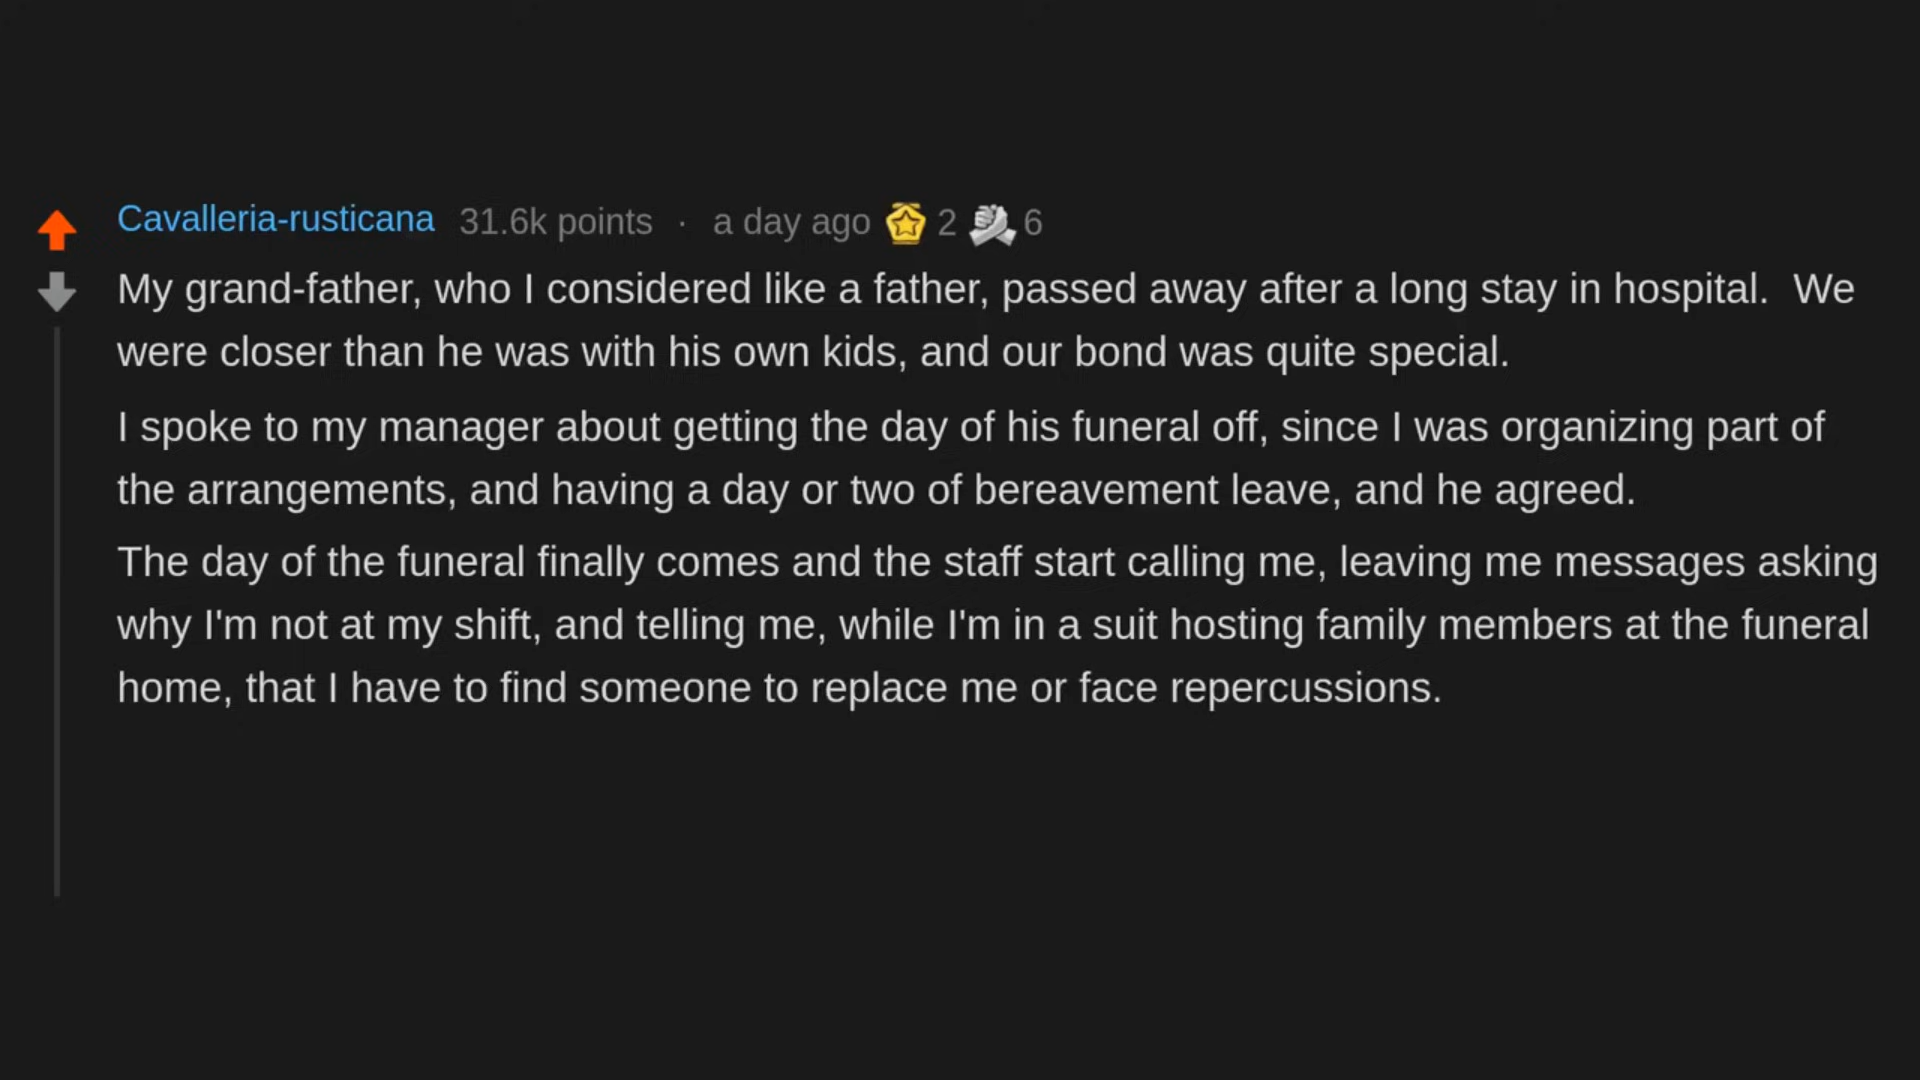 Cavalleria-rusticana 31.6k points · a day ago 2 6
My grand-father, who I considered like a father, passed away after a long stay in hospital.  We
were closer than he was with his own kids, and our bond was quite special.
I spoke to my manager about getting the day of his funeral off, since I was organizing part of
the arrangements, and having a day or two of bereavement leave, and he agreed.
The day of the funeral finally comes and the staff start calling me, leaving me messages asking
why I'm not at my shift, and telling me, while I'm in a suit hosting family members at the funeral
home, that I have to find someone to replace me or face repercussions.